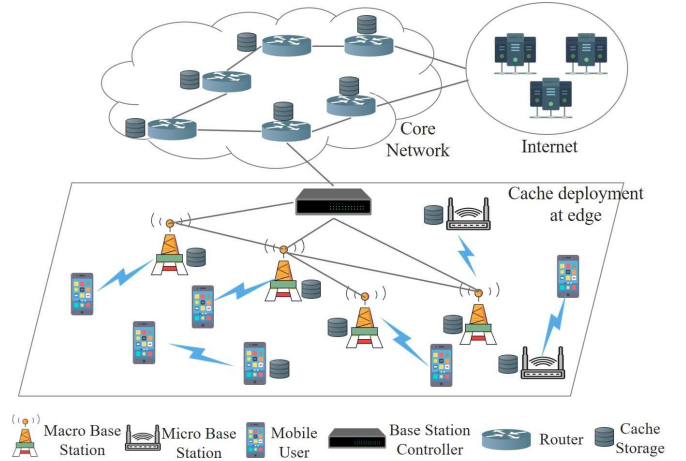 Core
Network
Internet
Cache deployment
at edge
Macro Base
Station
Micro Base
Station
Mobile
User
Base Station
Controller
Router
Cache
Storage